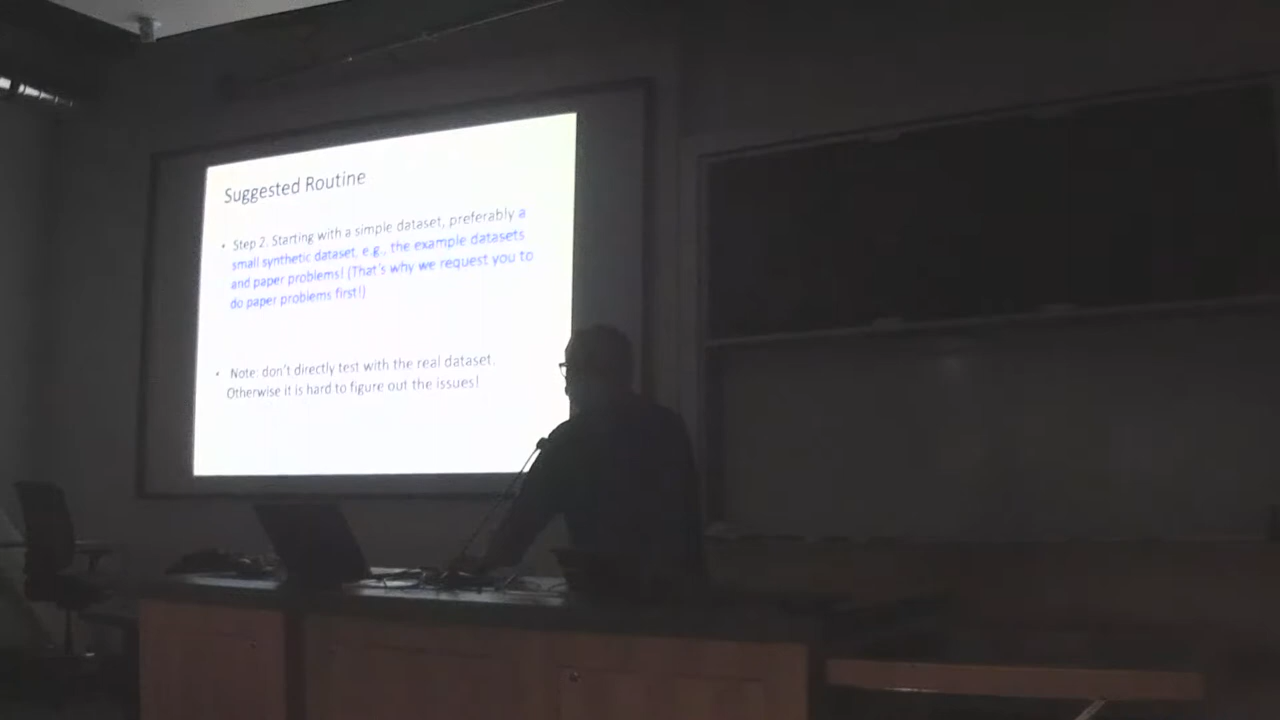 Suggested Routine
• Step 2. Starting with a simple dataset, preferably a
small synthetic dataset, e.g., the example datasets
and paper problems! (That's why we request you to
do paper problems first!)
• Note: don't directly test with the real dataset.
Otherwise it is hard to figure out the issues!